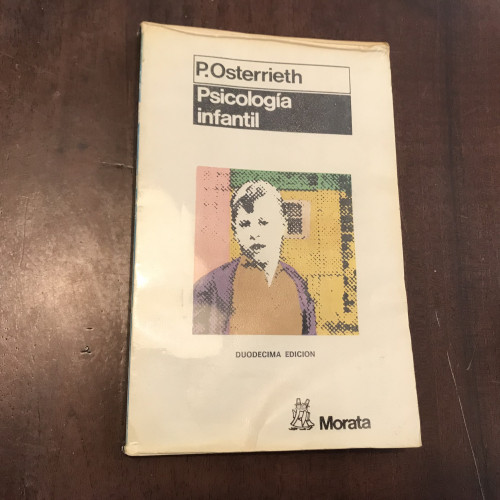 P.Osterrieth
Psicología
infantil
DUODECIMA EDICION
Morata